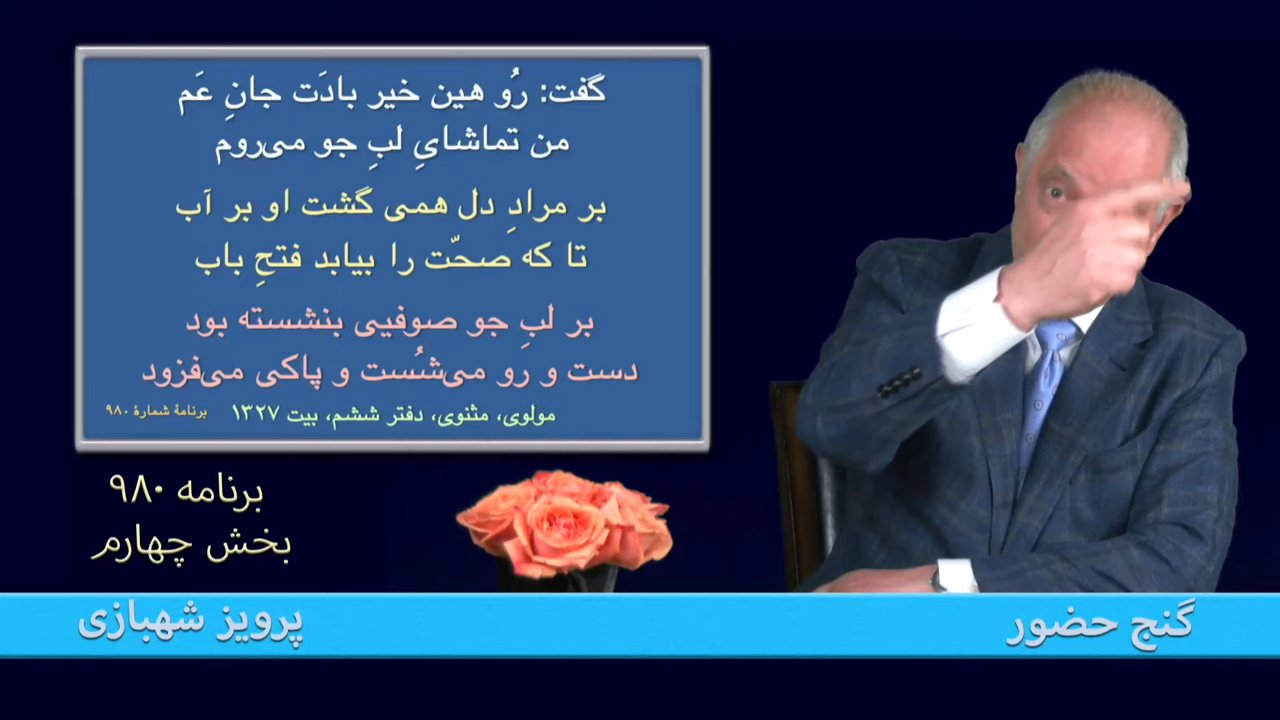 گفت: رُو هین خیر بادَت جانِ عَم
من تماشایِ لبِ جو می‌روم
بر مرادِ دل همی گشت او بر آب
تا که صحّت را بیابد فتحِ باب
بر لبِ جو صوفیی بنشسته بود
دست و رو می‌شُست و پاکی می‌فزود
مولوی، مثنوی، دفتر ششم، بیت ۱۳۲۷
برنامهٔ شمارهٔ ۹۸۰
برنامه ۹۸۰
بخش چهارم
گنج حضور
پرویز شهبازی